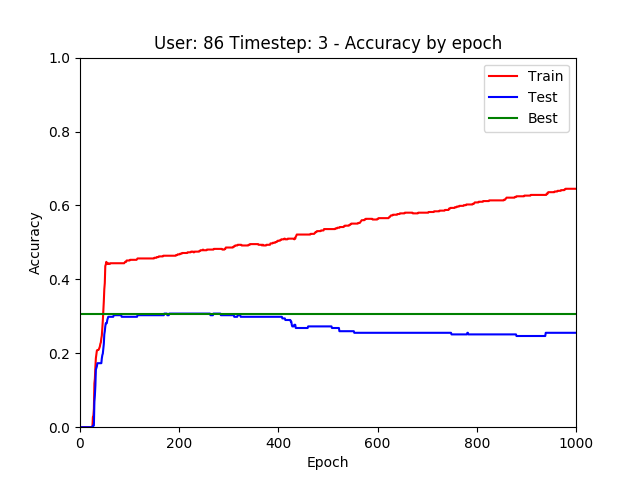 User: 86 Timestep: 3 - Accuracy by epoch
1.0
0.8
0.6
0.4
0.2
0.0
Accuracy
Train
Test
Best
0 200 400 600 800 1000
Epoch